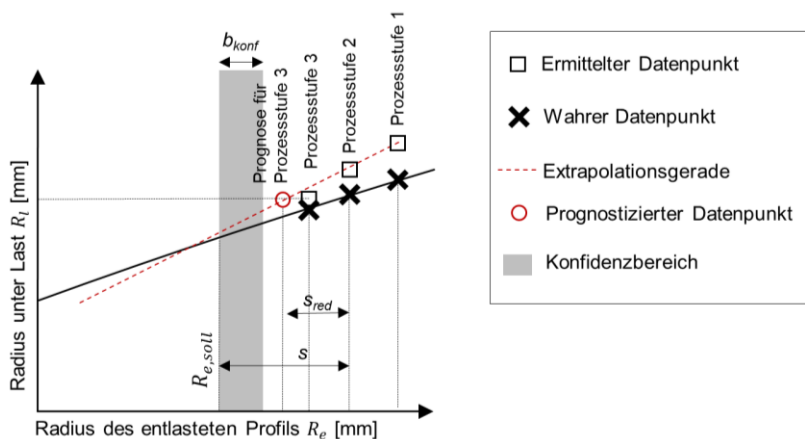 b_konf
Prognose für
Prozessstufe 3
Prozessstufe 3
Prozessstufe 2
Prozessstufe 1
Radius unter Last R_l [mm]
s_red
s
R_e,soll
Radius des entlasteten Profils R_e [mm]
Ermittelter Datenpunkt
Wahrer Datenpunkt
Extrapolationsgerade
Prognostizierter Datenpunkt
Konfidenzbereich